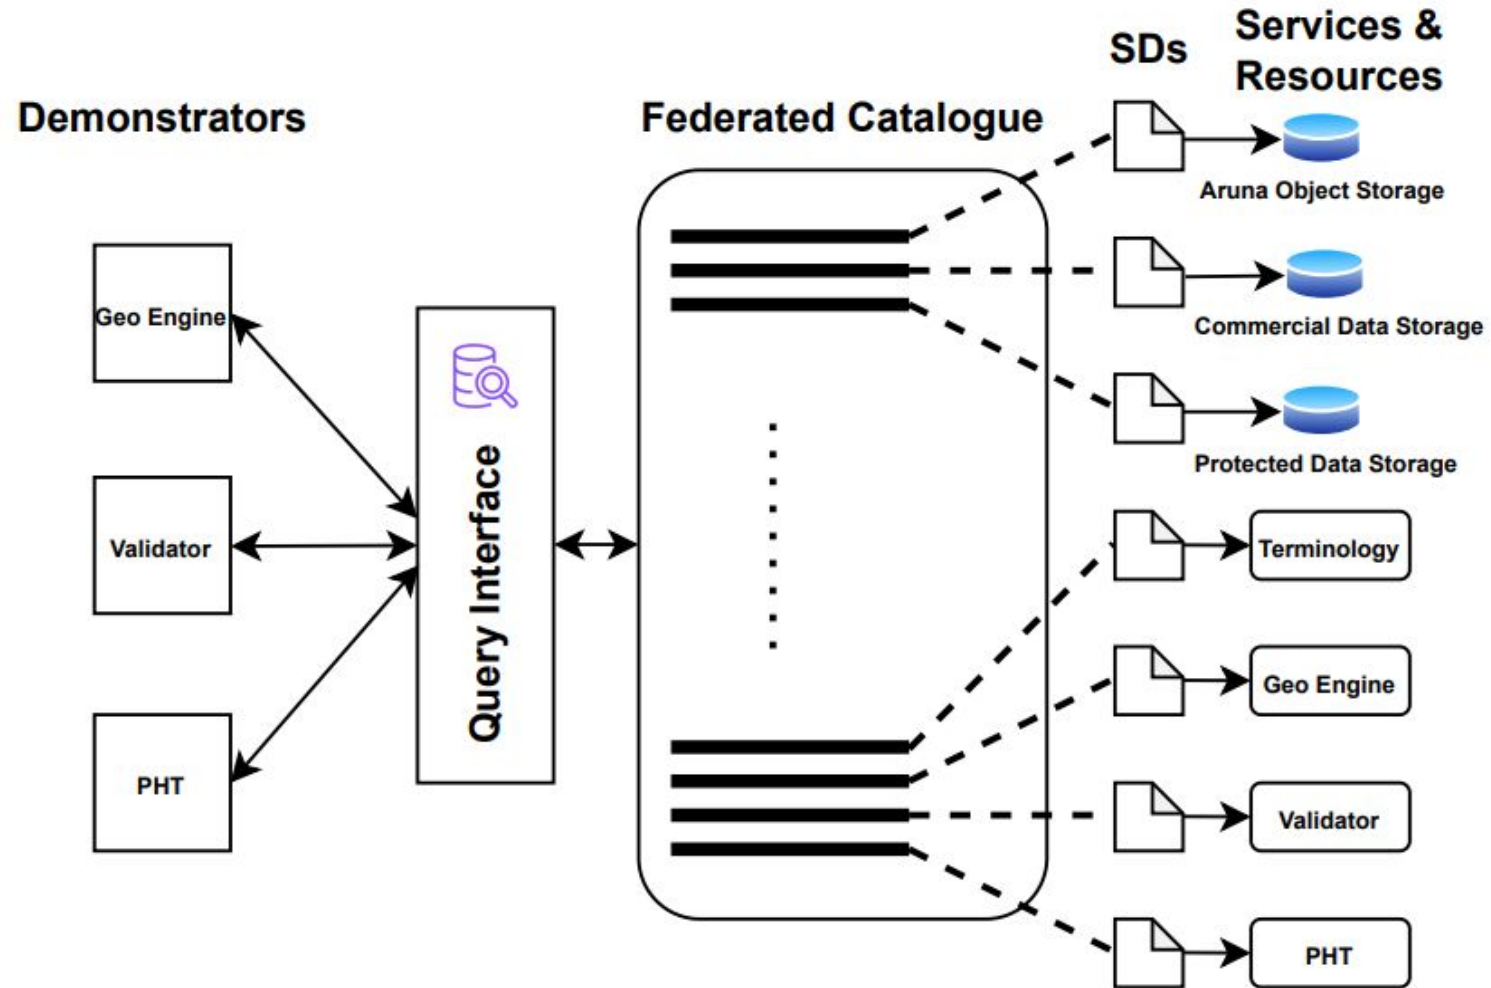 Demonstrators
Geo Engine
Validator
PHT
Query Interface
Federated Catalogue
SDs
Services &
Resources
Aruna Object Storage
Commercial Data Storage
Protected Data Storage
Terminology
Geo Engine
Validator
PHT